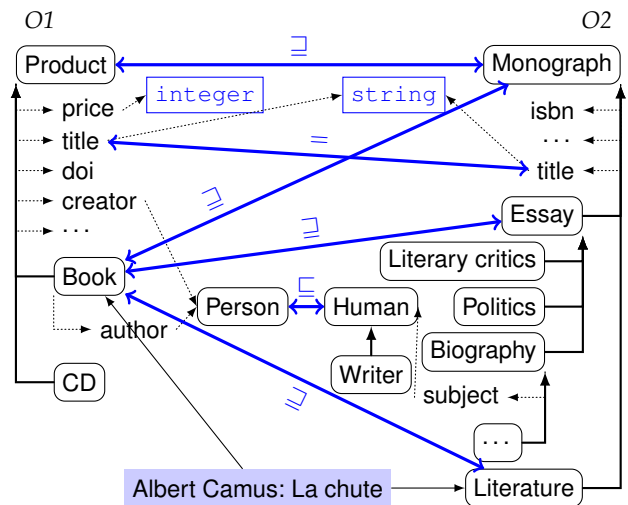 O1 O2
⊒
Product Monograph
price integer string isbn
title = ···
doi title
creator ⊒
··· ⊒ Essay
Book Literary critics
Person ⊑ Human Politics
author Biography
CD Writer subject
⊒
···
Albert Camus: La chute Literature